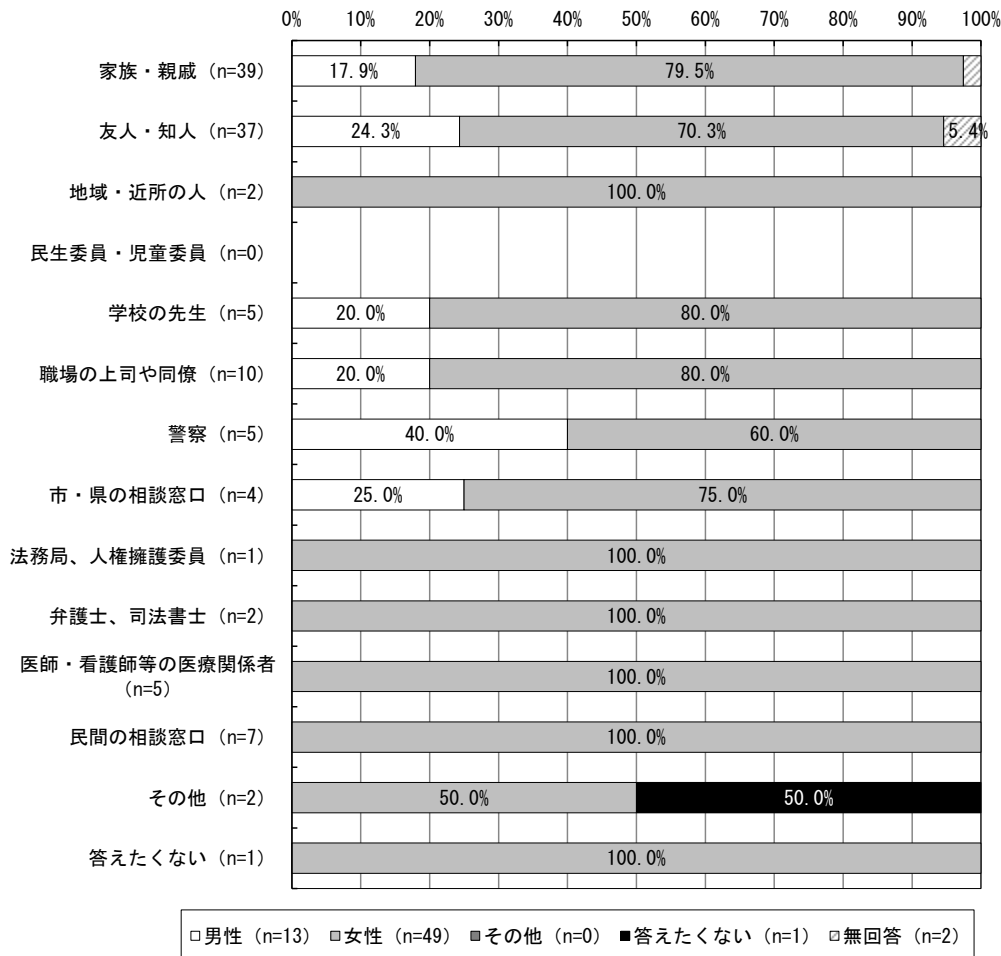 0% 10% 20% 30% 40% 50% 60% 70% 80% 90% 100%
家族・親戚（n=39） 17.9% 79.5%
友人・知人（n=37） 24.3% 70.3% 5.4%
地域・近所の人（n=2） 100.0%
民生委員・児童委員（n=0）
学校の先生（n=5） 20.0% 80.0%
職場の上司や同僚（n=10） 20.0% 80.0%
警察（n=5） 40.0% 60.0%
市・県の相談窓口（n=4） 25.0% 75.0%
法務局、人権擁護委員（n=1） 100.0%
弁護士、司法書士（n=2） 100.0%
医師・看護師等の医療関係者
（n=5） 100.0%
民間の相談窓口（n=7） 100.0%
その他（n=2） 50.0% 50.0%
答えたくない（n=1） 100.0%
男性（n=13） 女性（n=49） その他（n=0） 答えたくない（n=1） 無回答（n=2）